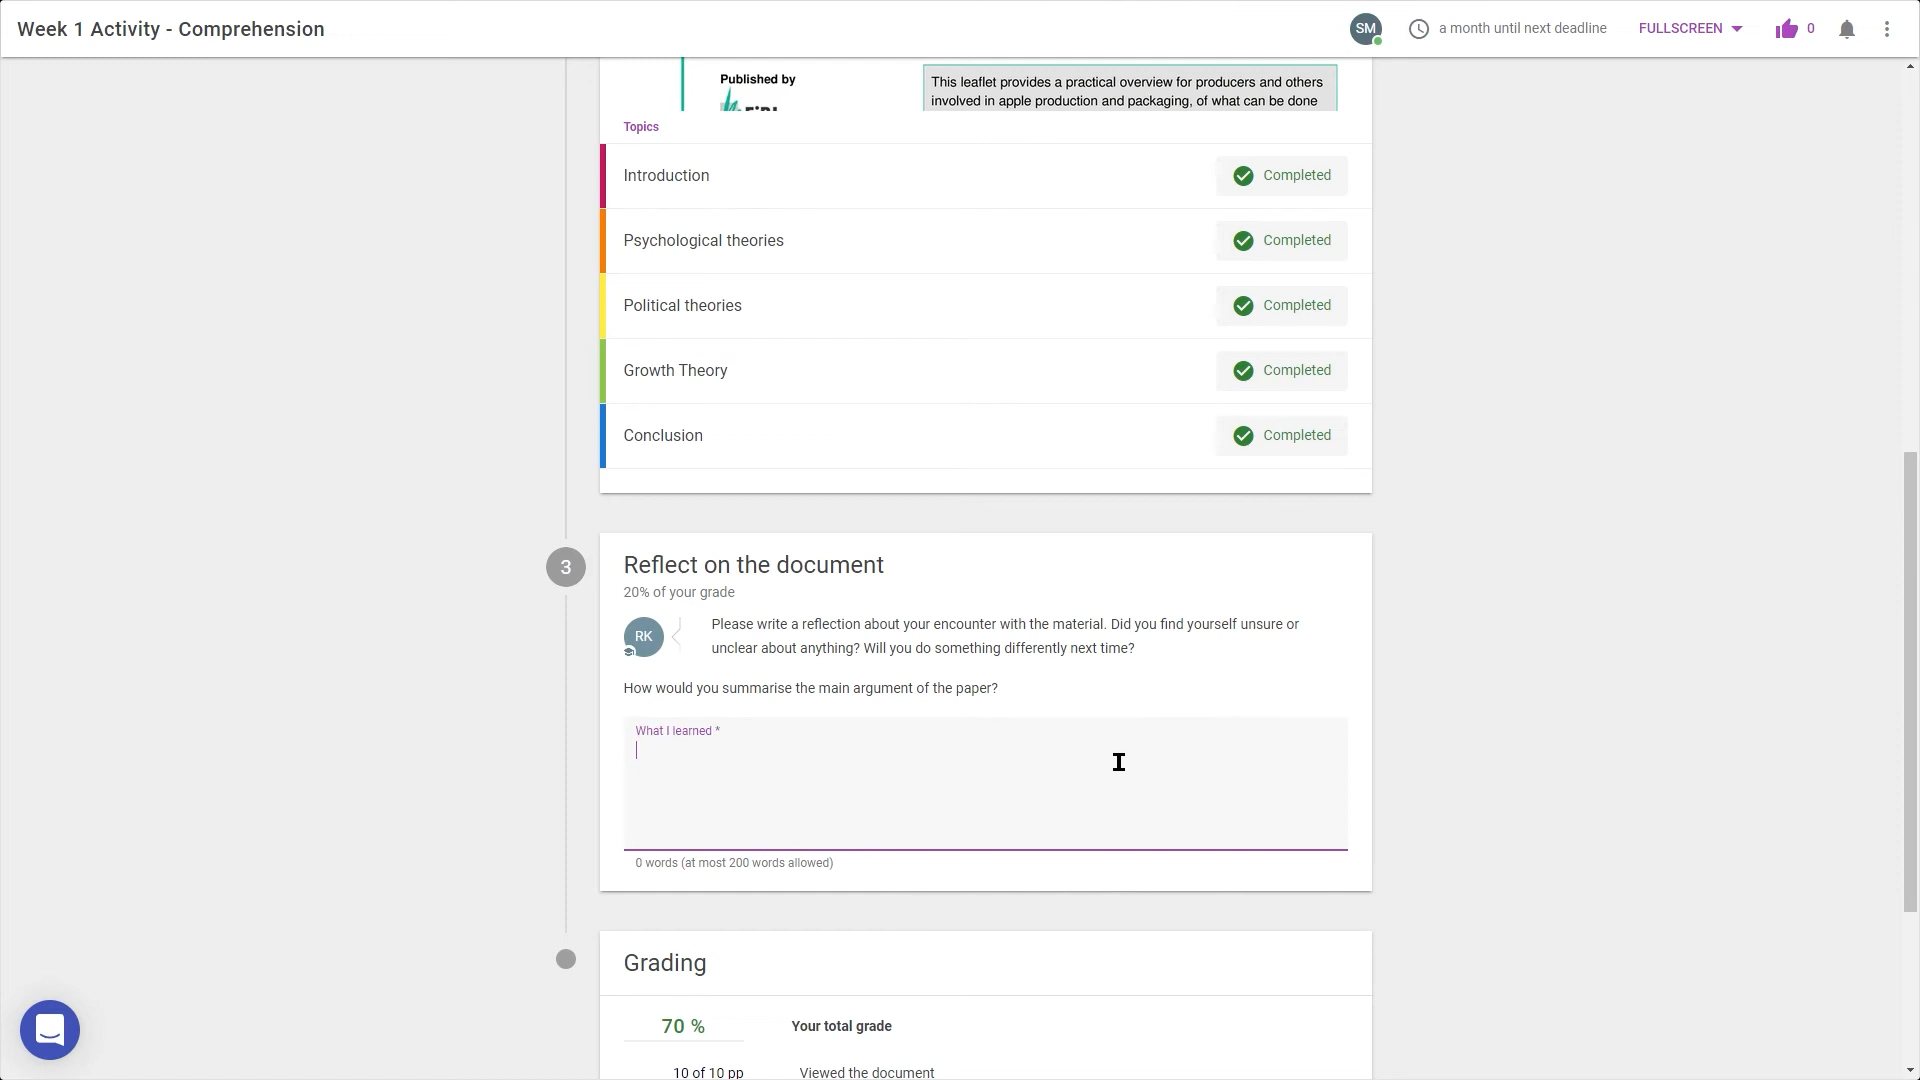 Week 1 Activity - Comprehension
SM
a month until next deadline
FULLSCREEN
0
Published by
This leaflet provides a practical overview for producers and others
involved in apple production and packaging, of what can be done
Topics
Introduction
Completed
Psychological theories
Completed
Political theories
Completed
Growth Theory
Completed
Conclusion
Completed
3
Reflect on the document
20% of your grade
RK
Please write a reflection about your encounter with the material. Did you find yourself unsure or
unclear about anything? Will you do something differently next time?
How would you summarise the main argument of the paper?
What I learned *
0 words (at most 200 words allowed)
Grading
70 %
Your total grade
10 of 10 pp
Viewed the document